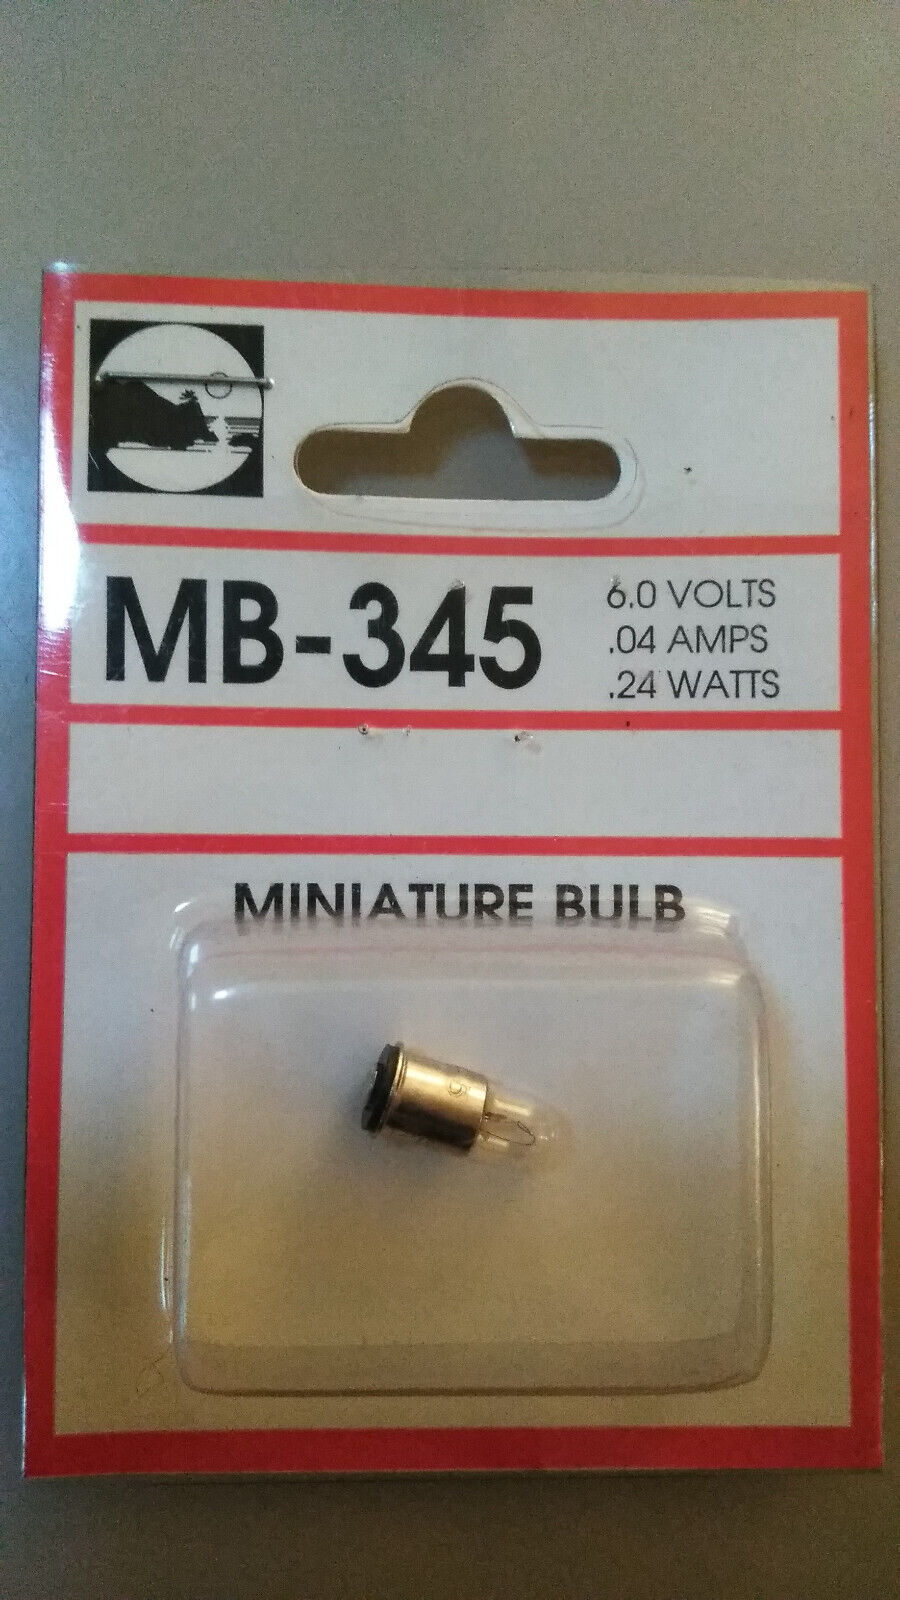 MB-345
6.0 VOLTS
.04 AMPS
.24 WATTS
MINIATURE BULB